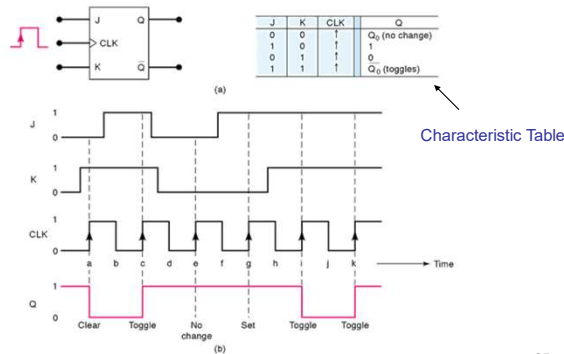 J Q
CLK
K Q̅
(a)
J K CLK Q
0 0 ↑ Q₀ (no change)
1 0 ↑ 1
0 1 ↑ 0
1 1 ↑ Q̅₀ (toggles)
Characteristic Table
1
J
0
1
K
0
1
CLK
0
a b c d e f g h i j k Time
1
Q
0
Clear Toggle No change Set Toggle Toggle
(b)